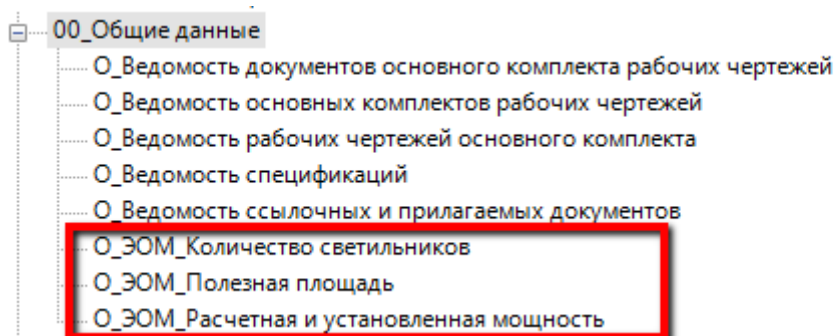 00_Общие данные
О_Ведомость документов основного комплекта рабочих чертежей
О_Ведомость основных комплектов рабочих чертежей
О_Ведомость рабочих чертежей основного комплекта
О_Ведомость спецификаций
О_Ведомость ссылочных и прилагаемых документов
О_ЭОМ_Количество светильников
О_ЭОМ_Полезная площадь
О_ЭОМ_Расчетная и установленная мощность